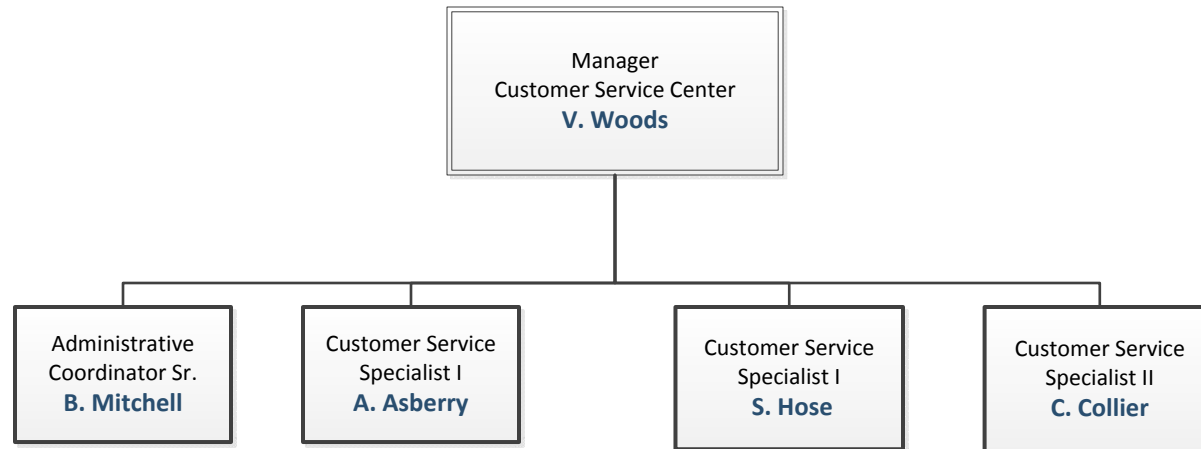 Manager
Customer Service Center
V. Woods
Administrative
Coordinator Sr.
B. Mitchell
Customer Service
Specialist I
A. Asberry
Customer Service
Specialist I
S. Hose
Customer Service
Specialist II
C. Collier